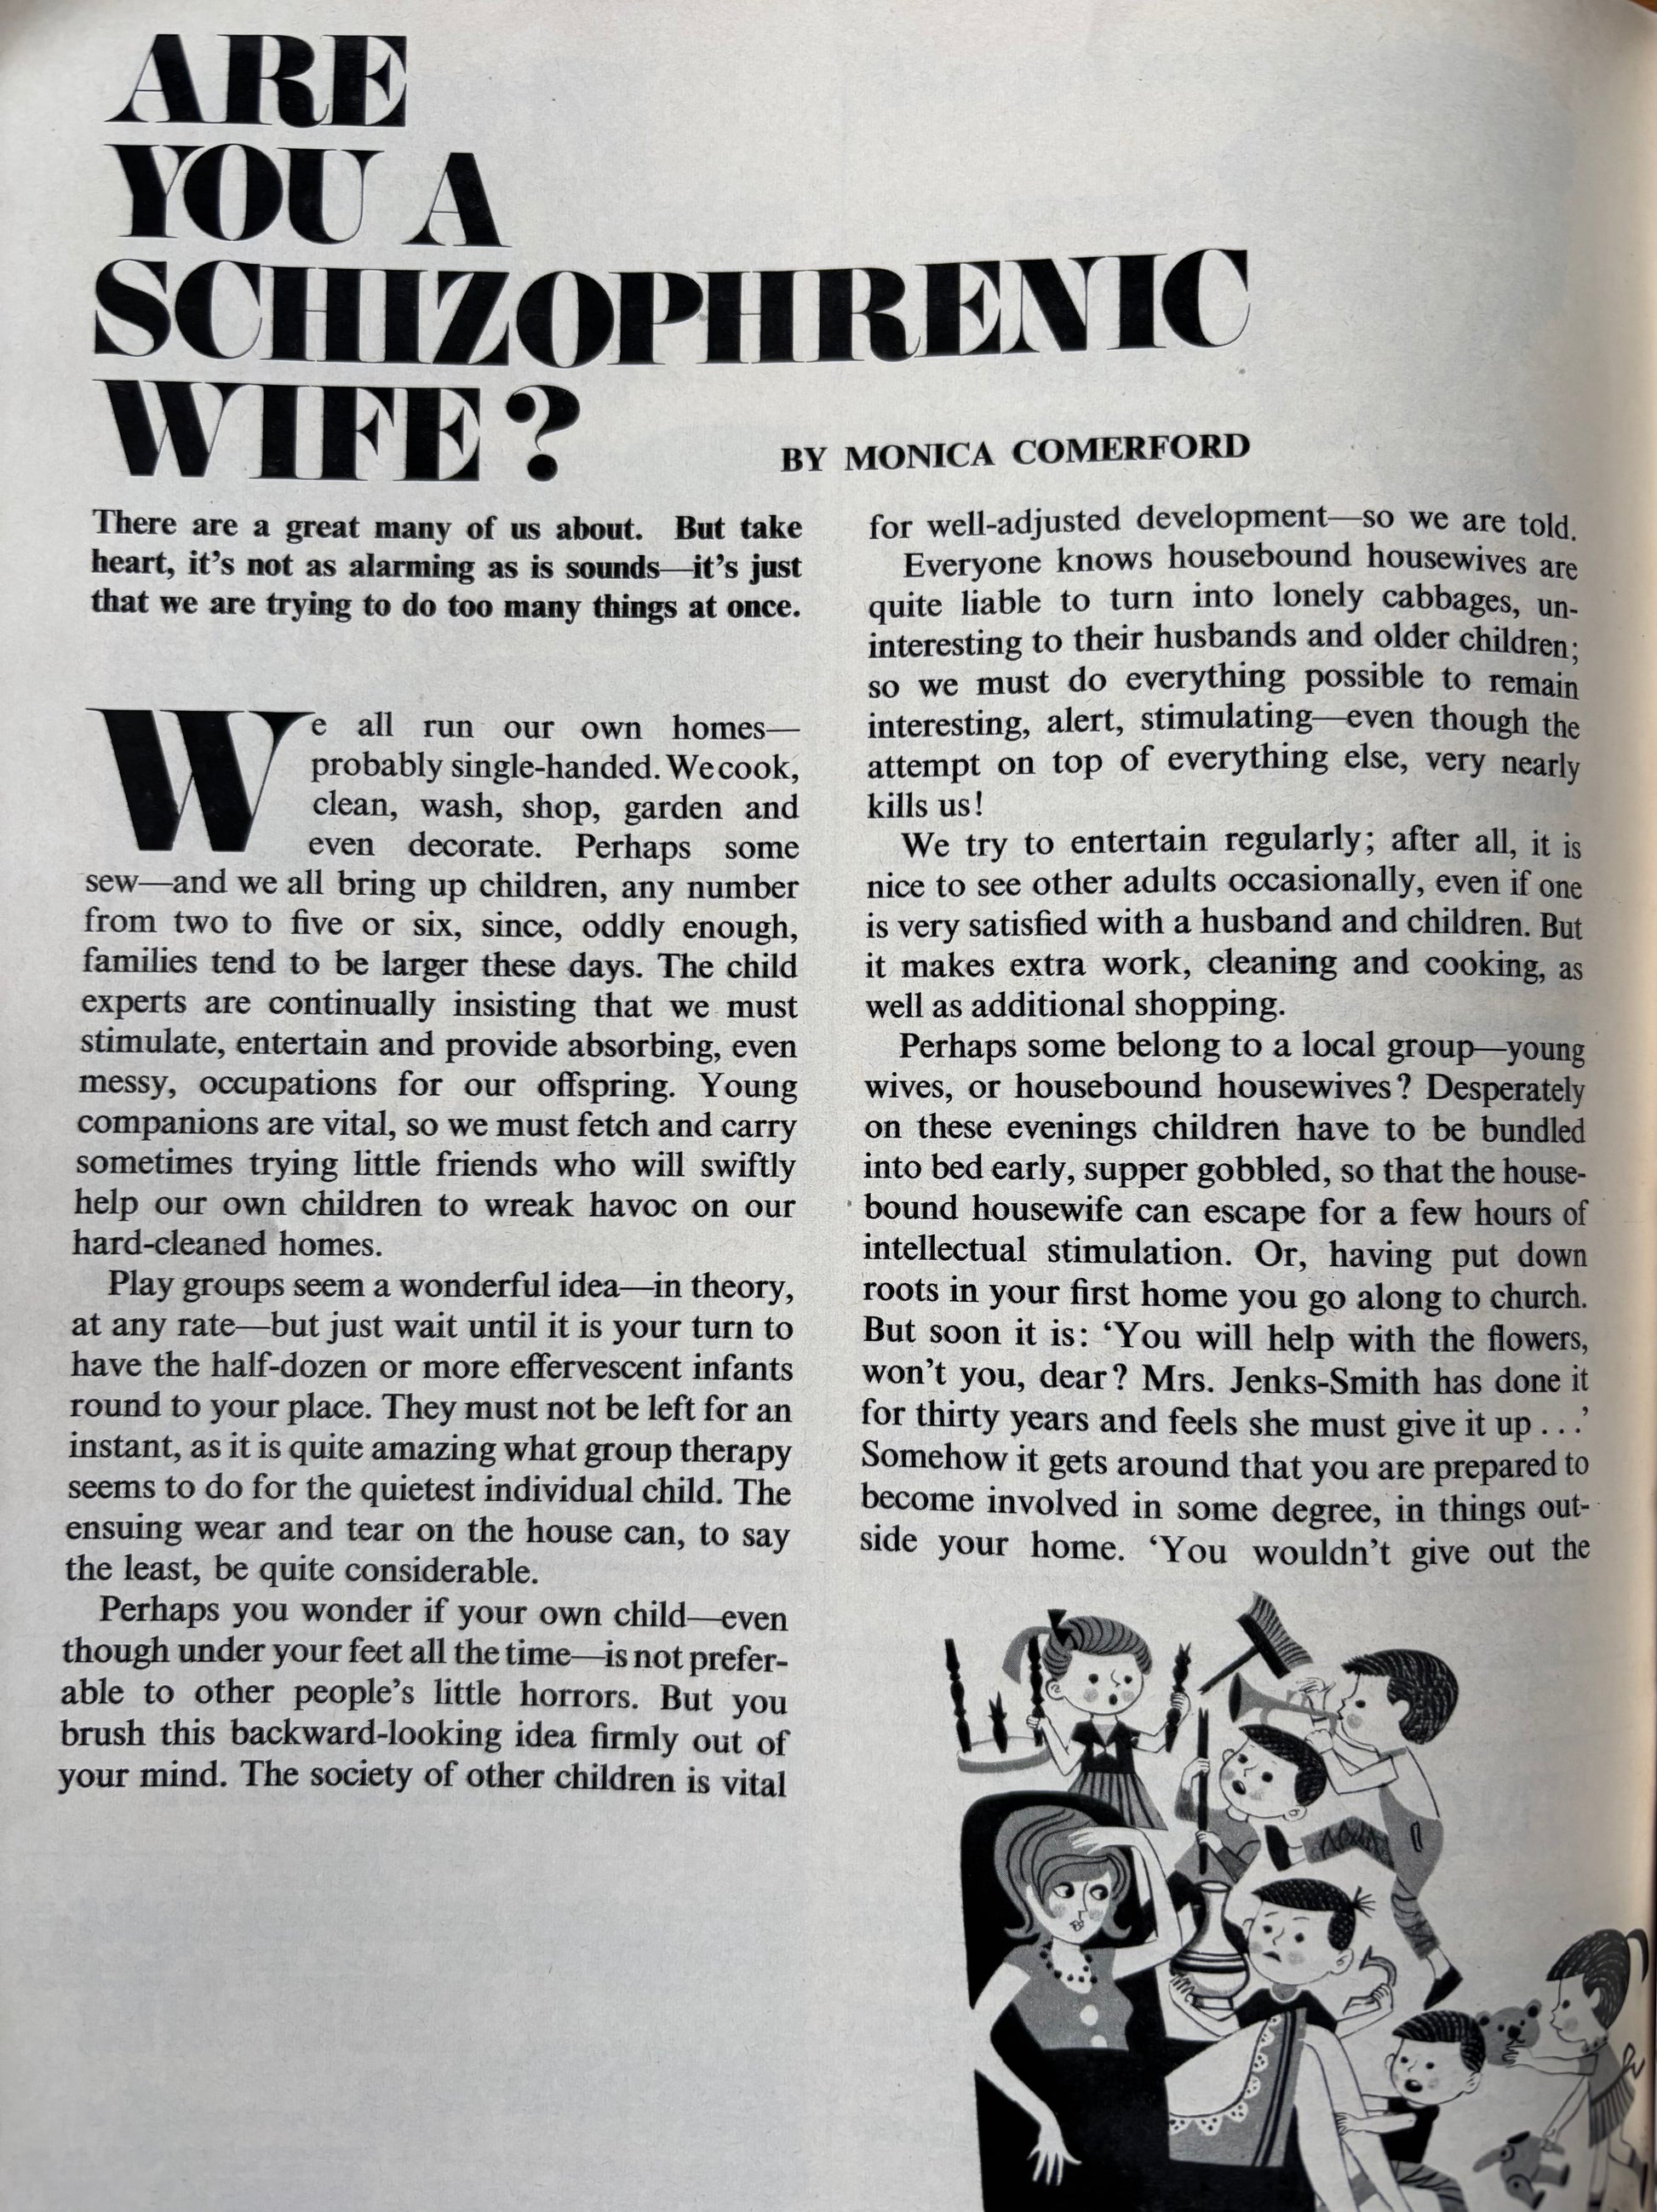 ARE
YOU A
SCHIZOPHRENIC
WIFE?
BY MONICA COMERFORD
There are a great many of us about. But take
heart, it's not as alarming as is sounds—it's just
that we are trying to do too many things at once.
We all run our own homes—
probably single-handed. We cook,
clean, wash, shop, garden and
even decorate. Perhaps some
sew—and we all bring up children, any number
from two to five or six, since, oddly enough,
families tend to be larger these days. The child
experts are continually insisting that we must
stimulate, entertain and provide absorbing, even
messy, occupations for our offspring. Young
companions are vital, so we must fetch and carry
sometimes trying little friends who will swiftly
help our own children to wreak havoc on our
hard-cleaned homes.
Play groups seem a wonderful idea—in theory,
at any rate—but just wait until it is your turn to
have the half-dozen or more effervescent infants
round to your place. They must not be left for an
instant, as it is quite amazing what group therapy
seems to do for the quietest individual child. The
ensuing wear and tear on the house can, to say
the least, be quite considerable.
Perhaps you wonder if your own child—even
though under your feet all the time—is not prefer-
able to other people's little horrors. But you
brush this backward-looking idea firmly out of
your mind. The society of other children is vital
for well-adjusted development—so we are told.
Everyone knows housebound housewives are
quite liable to turn into lonely cabbages, un-
interesting to their husbands and older children;
so we must do everything possible to remain
interesting, alert, stimulating—even though the
attempt on top of everything else, very nearly
kills us!
We try to entertain regularly; after all, it is
nice to see other adults occasionally, even if one
is very satisfied with a husband and children. But
it makes extra work, cleaning and cooking, as
well as additional shopping.
Perhaps some belong to a local group—young
wives, or housebound housewives? Desperately
on these evenings children have to be bundled
into bed early, supper gobbled, so that the house-
bound housewife can escape for a few hours of
intellectual stimulation. Or, having put down
roots in your first home you go along to church.
But soon it is: ‘You will help with the flowers,
won't you, dear? Mrs. Jenks-Smith has done it
for thirty years and feels she must give it up . . .’
Somehow it gets around that you are prepared to
become involved in some degree, in things out-
side your home. ‘You wouldn't give out the